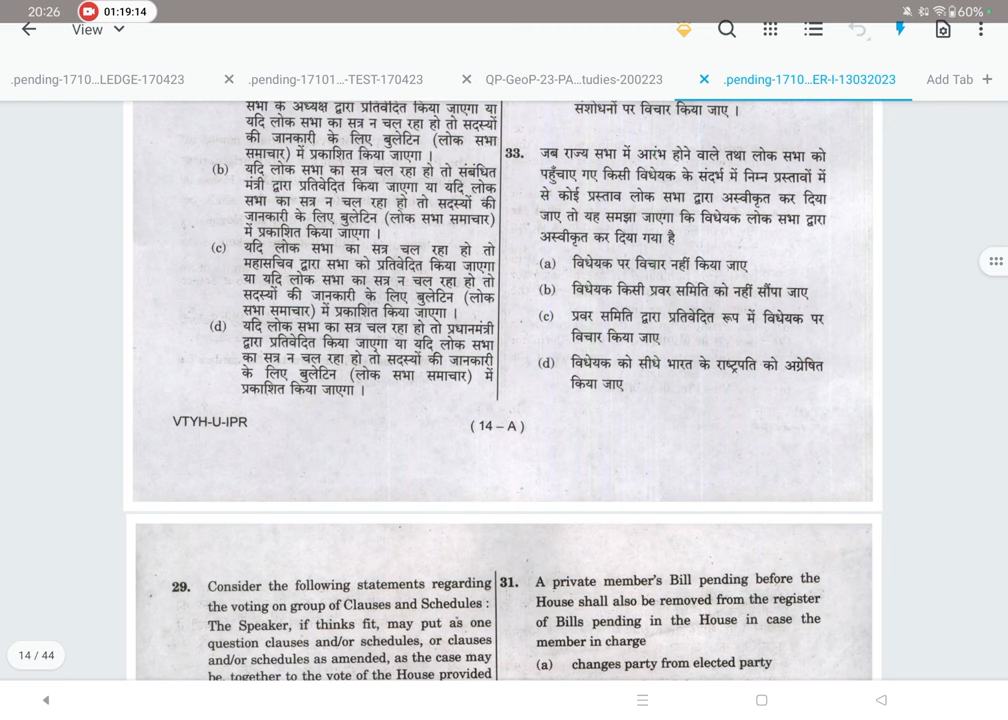 20:26
01:19:14
60%
View
.pending-1710...LEDGE-170423
.pending-17101...-TEST-170423
QP-GeoP-23-PA...tudies-200223
.pending-1710...ER-I-13032023
Add Tab
सभा के अध्यक्ष द्वारा प्रतिवेदित किया जाएगा या
यदि लोक सभा का सत्र न चल रहा हो तो सदस्यों
की जानकारी के लिए बुलेटिन (लोक सभा
समाचार) में प्रकाशित किया जाएगा ।
(b) यदि लोक सभा का सत्र चल रहा हो तो संबंधित
मंत्री द्वारा प्रतिवेदित किया जाएगा या यदि लोक
सभा का सत्र न चल रहा हो तो सदस्यों की
जानकारी के लिए बुलेटिन (लोक सभा समाचार)
में प्रकाशित किया जाएगा ।
(c) यदि लोक सभा का सत्र चल रहा हो तो
महासचिव द्वारा सभा को प्रतिवेदित किया जाएगा
या यदि लोक सभा का सत्र न चल रहा हो तो
सदस्यों की जानकारी के लिए बुलेटिन (लोक
सभा समाचार) में प्रकाशित किया जाएगा ।
(d) यदि लोक सभा का सत्र चल रहा हो तो प्रधानमंत्री
द्वारा प्रतिवेदित किया जाएगा या यदि लोक सभा
का सत्र न चल रहा हो तो सदस्यों की जानकारी
के लिए बुलेटिन (लोक सभा समाचार) में
प्रकाशित किया जाएगा ।
संशोधनों पर विचार किया जाए ।
33. जब राज्य सभा में आरंभ होने वाले तथा लोक सभा को
पहुँचाए गए किसी विधेयक के संदर्भ में निम्न प्रस्तावों में
से कोई प्रस्ताव लोक सभा द्वारा अस्वीकृत कर दिया
जाए तो यह समझा जाएगा कि विधेयक लोक सभा द्वारा
अस्वीकृत कर दिया गया है
(a) विधेयक पर विचार नहीं किया जाए
(b) विधेयक किसी प्रवर समिति को नहीं सौंपा जाए
(c) प्रवर समिति द्वारा प्रतिवेदित रूप में विधेयक पर
विचार किया जाए
(d) विधेयक को सीधे भारत के राष्ट्रपति को अग्रेषित
किया जाए
VTYH-U-IPR
( 14 – A )
29. Consider the following statements regarding
the voting on group of Clauses and Schedules :
The Speaker, if thinks fit, may put as one
question clauses and/or schedules, or clauses
and/or schedules as amended, as the case may
be, together to the vote of the House provided
31. A private member's Bill pending before the
House shall also be removed from the register
of Bills pending in the House in case the
member in charge
(a) changes party from elected party
14 / 44